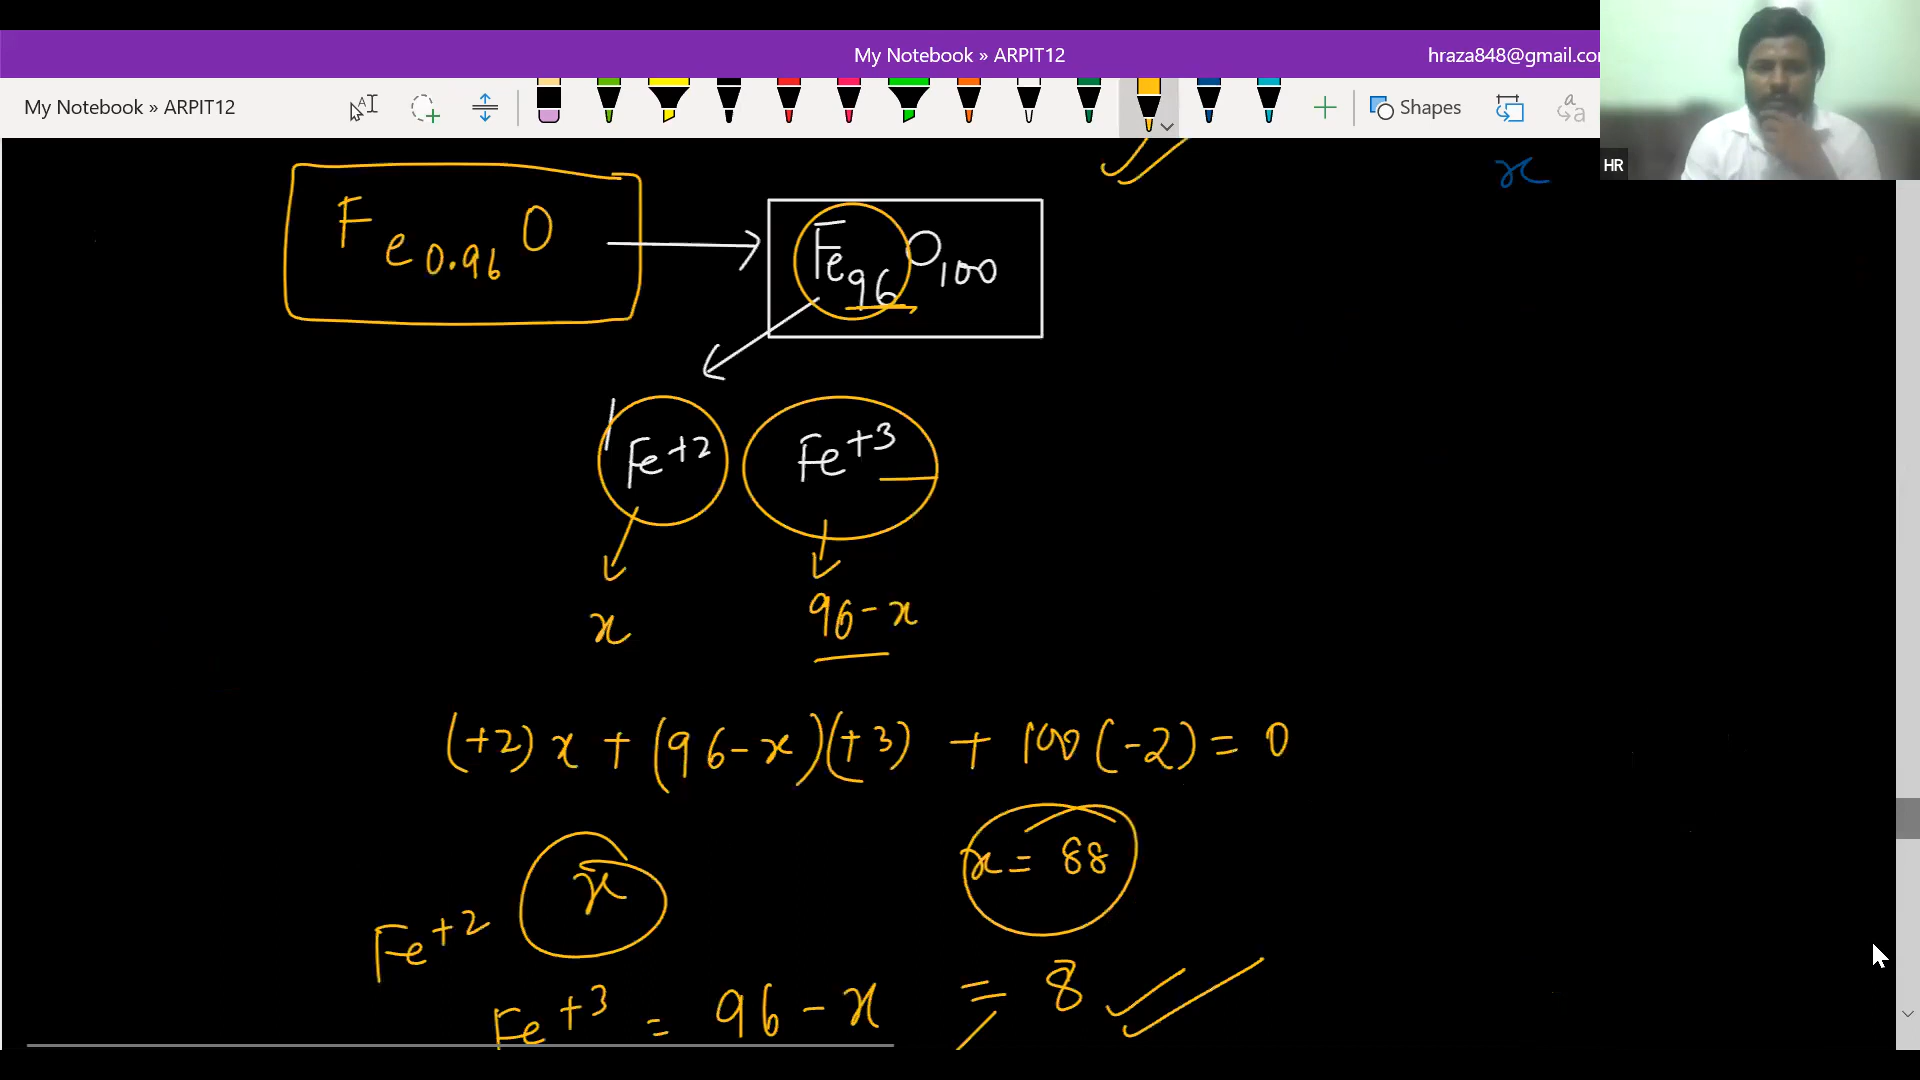 My Notebook » ARPIT12
hraza848@gmail.co
My Notebook » ARPIT12
Shapes
HR
x
Fe0.96O
Fe96O100
Fe+2 Fe+3
x 96-x
(+2)x + (96-x)(+3) + 100(-2) = 0
x = 88
Fe+2 x
Fe+3 = 96 - x = 8